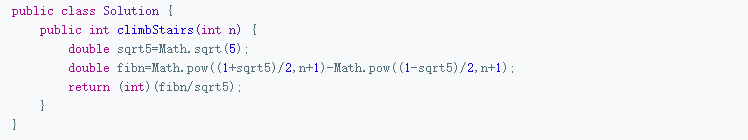 public class Solution {
    public int climbStairs(int n) {
        double sqrt5=Math.sqrt(5);
        double fibn=Math.pow((1+sqrt5)/2,n+1)-Math.pow((1-sqrt5)/2,n+1);
        return (int)(fibn/sqrt5);
    }
}